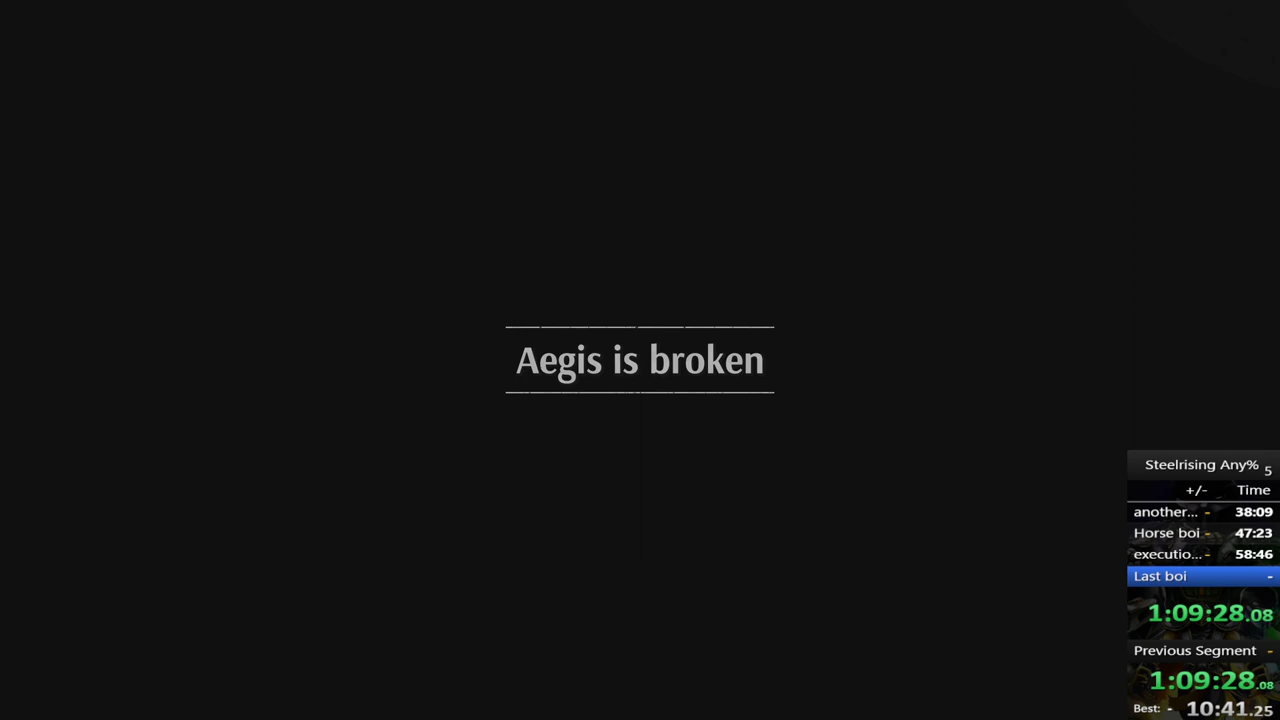 Aegis is broken
Steelrising Any% 5
+/- Time
another... - 38:09
Horse boi - 47:23
executio... - 58:46
Last boi -
1:09:28.08
Previous Segment -
1:09:28.08
Best: - 10:41.25